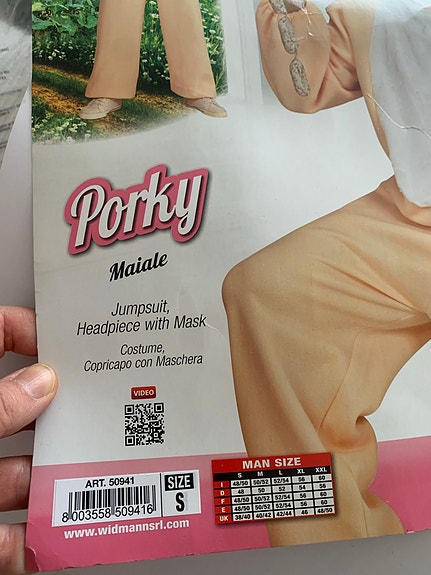 Porky
Maiale
Jumpsuit,
Headpiece with Mask
Costume,
Copricapo con Maschera
VIDEO
ART. 50941
SIZE
S
8 003558 509416
www.widmannsrl.com
MAN SIZE
S M L XL XXL
I 48/50 50/52 52/54 56 60
D 48 50 52 54 56
F 48/50 50/52 52/54 56 60
E 48/50 50/52 52/54 56 60
UK 38/40 40/42 42/44 46 48/50